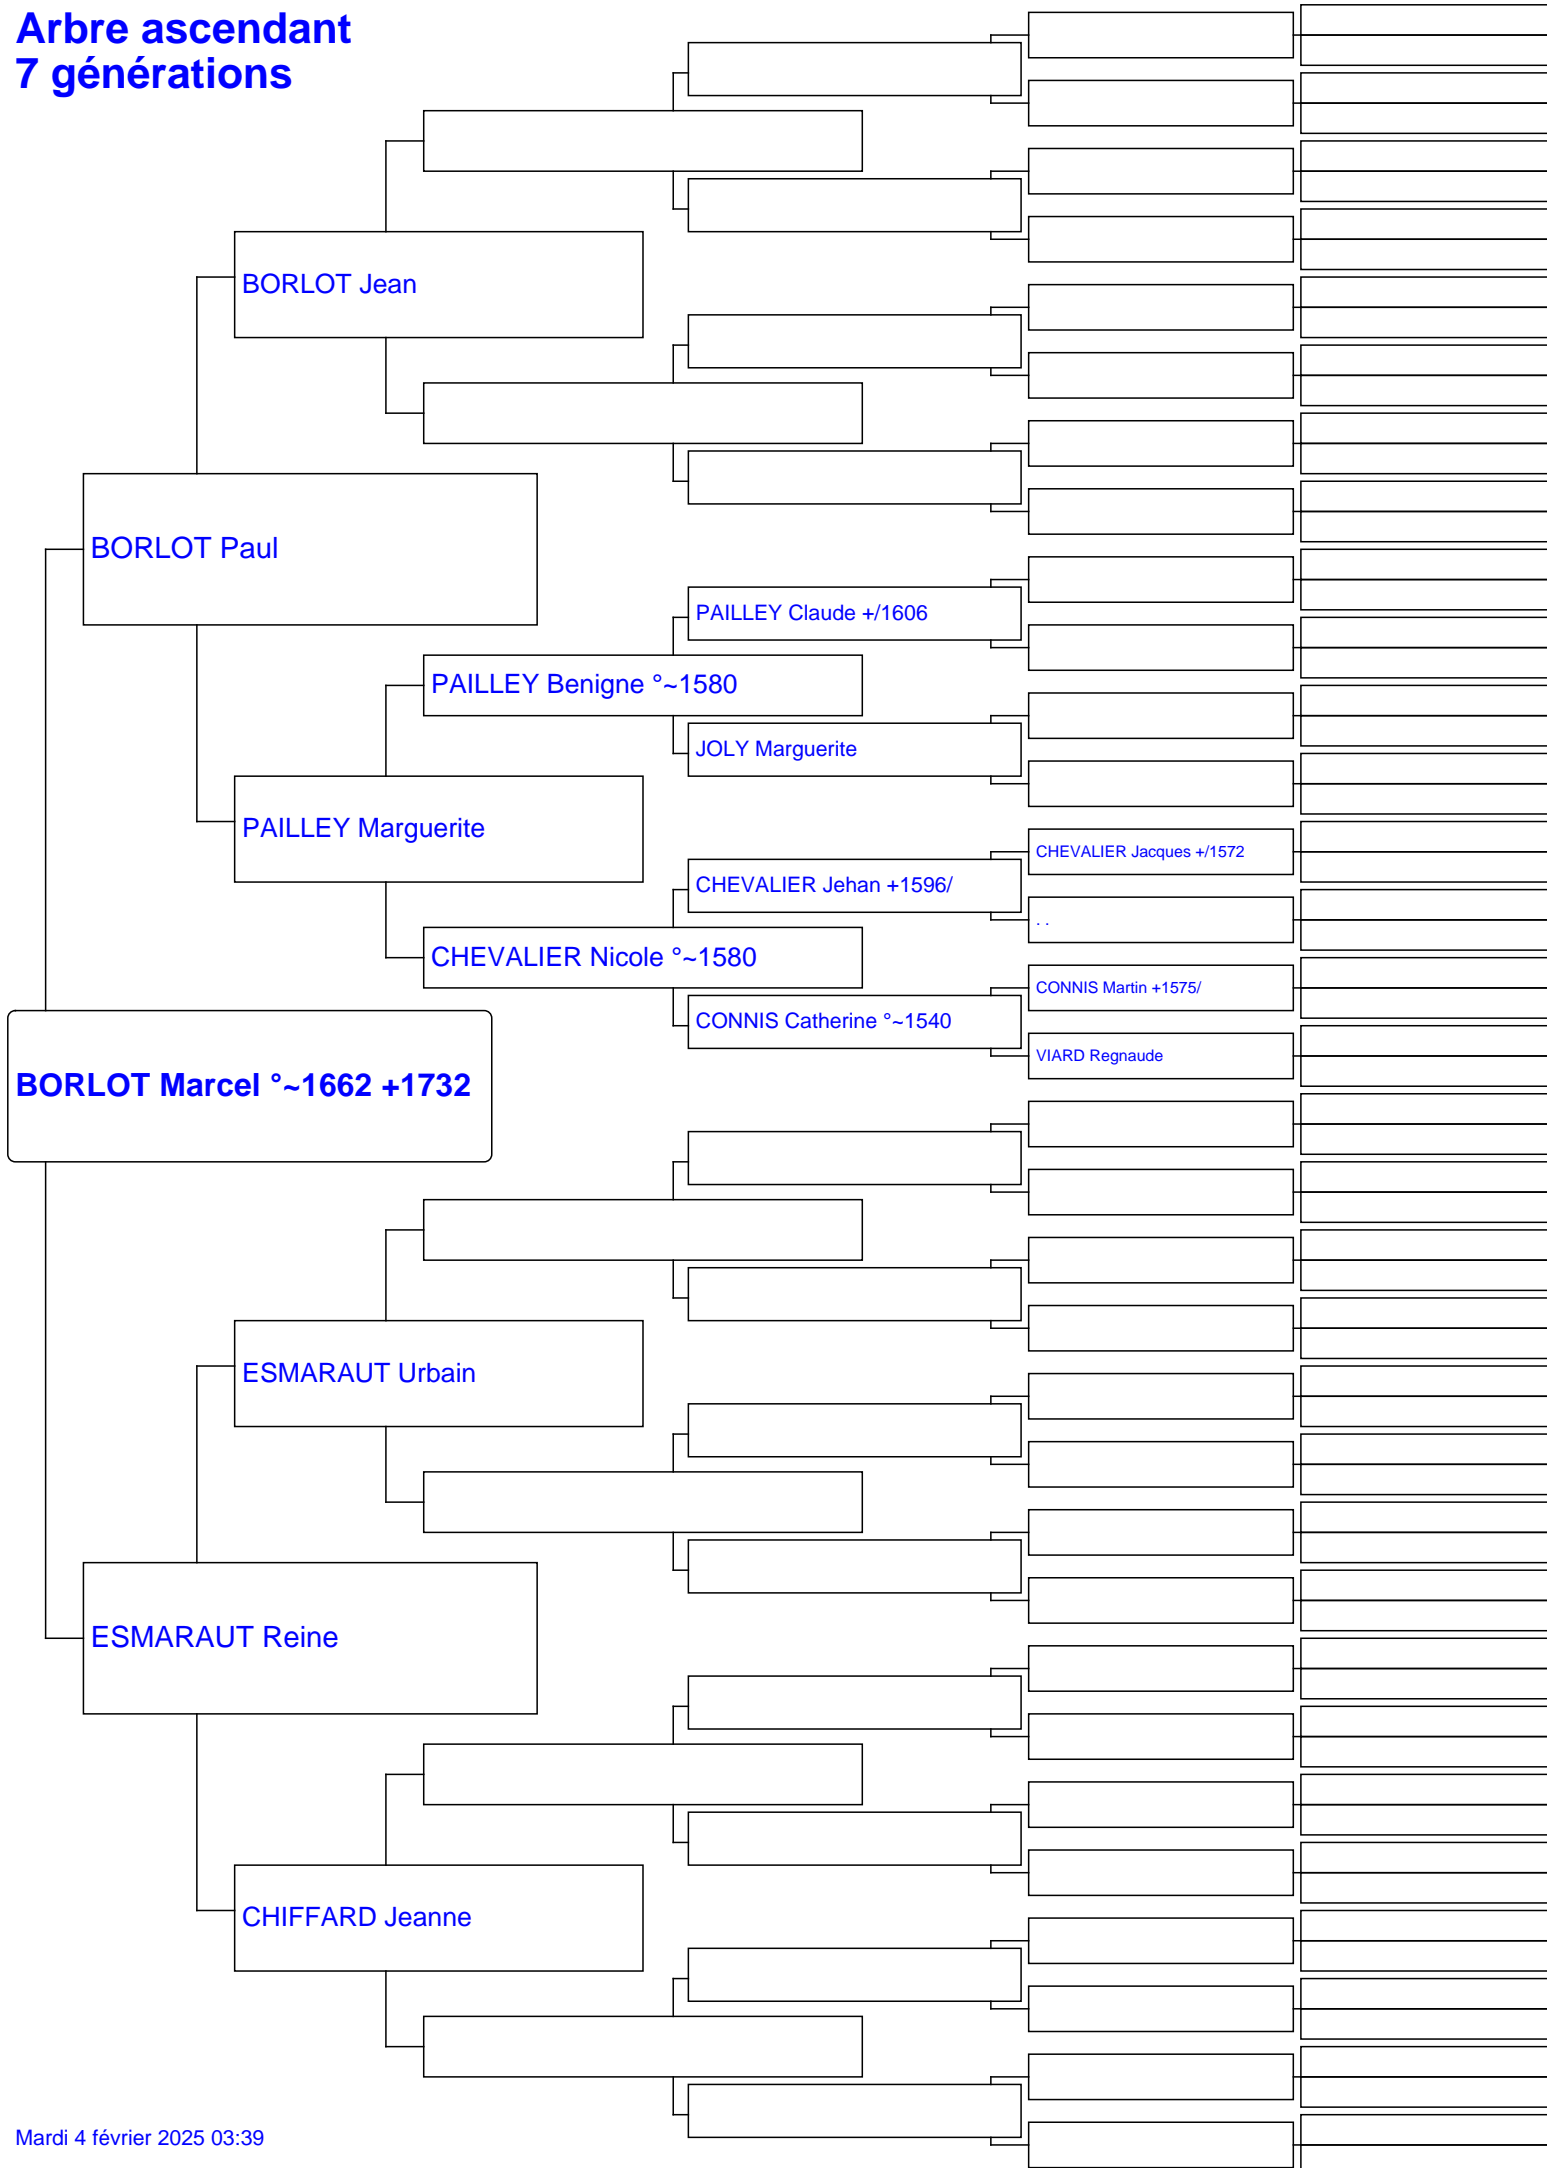 Arbre ascendant
7 générations
BORLOT Jean
BORLOT Paul
PAILLEY Claude +/1606
PAILLEY Benigne °~1580
JOLY Marguerite
PAILLEY Marguerite
CHEVALIER Jacques +/1572
CHEVALIER Jehan +1596/
. .
CHEVALIER Nicole °~1580
CONNIS Martin +1575/
CONNIS Catherine °~1540
VIARD Regnaude
BORLOT Marcel °~1662 +1732
ESMARAUT Urbain
ESMARAUT Reine
CHIFFARD Jeanne
Mardi 4 février 2025 03:39